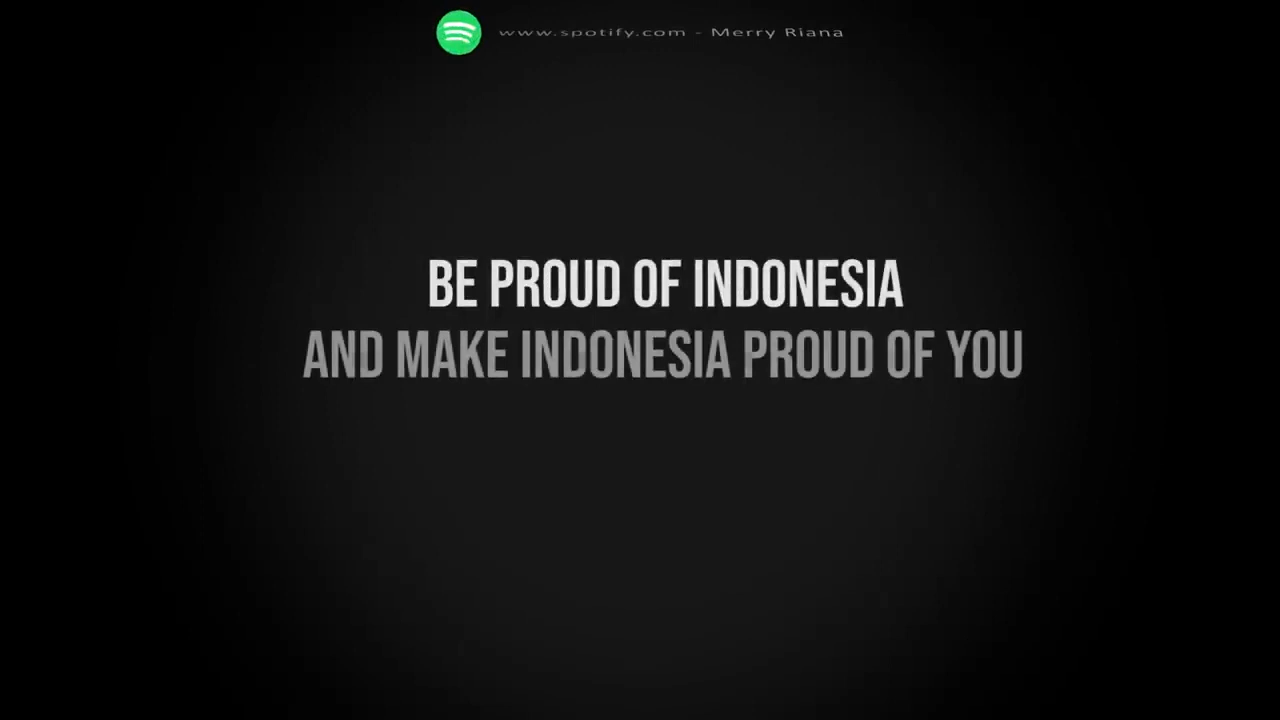 www.spotify.com - Merry Riana
BE PROUD OF INDONESIA
AND MAKE INDONESIA PROUD OF YOU